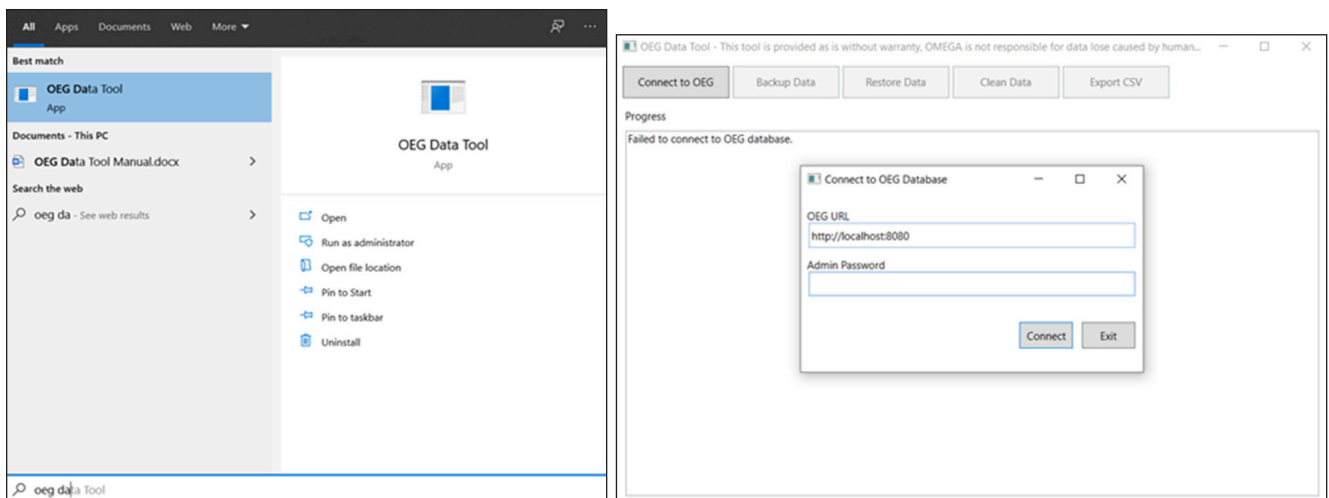 All Apps Documents Web More
Best match
OEG Data Tool
App
Documents - This PC
OEG Data Tool Manual.docx
Search the web
oeg da - See web results
OEG Data Tool
App
Open
Run as administrator
Open file location
Pin to Start
Pin to taskbar
Uninstall
oeg data Tool
OEG Data Tool - This tool is provided as is without warranty, OMEGA is not responsible for data lose caused by human...
Connect to OEG Backup Data Restore Data Clean Data Export CSV
Progress
Failed to connect to OEG database.
Connect to OEG Database
OEG URL
http://localhost:8080
Admin Password
Connect Exit